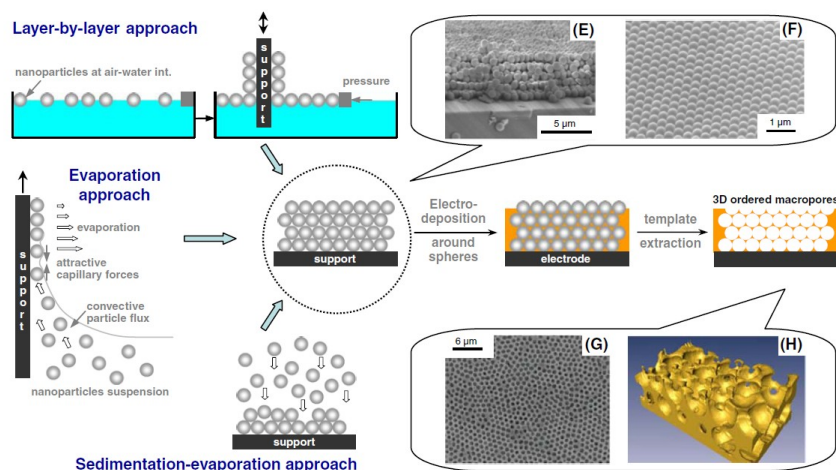 Layer-by-layer approach
nanoparticles at air-water int.
support
pressure
(E)
5 µm
(F)
1 µm
Evaporation
approach
evaporation
attractive
capillary forces
convective
particle flux
support
nanoparticles suspension
support
Electro-
deposition
around
spheres
electrode
template
extraction
3D ordered macropores
support
Sedimentation-evaporation approach
6 µm
(G)
(H)